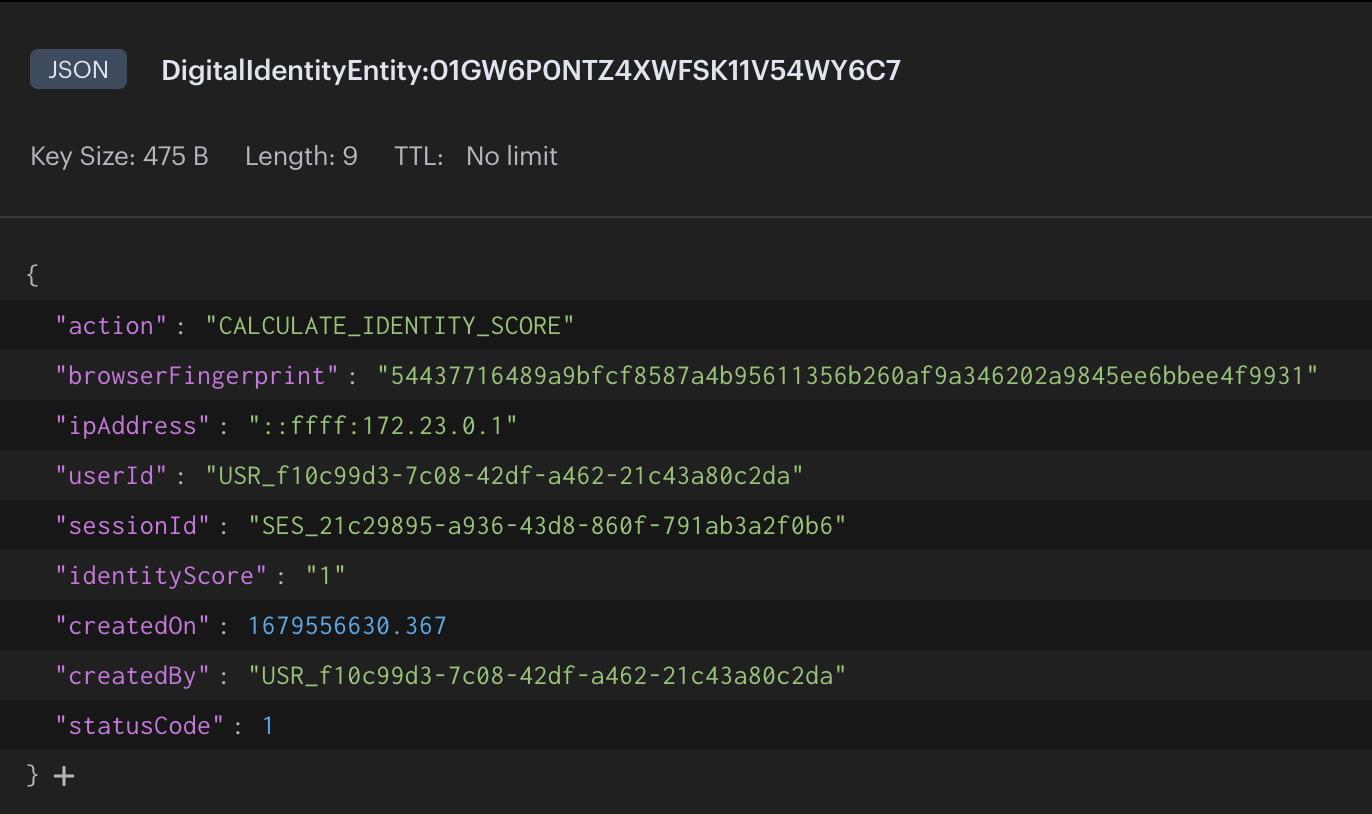 JSON DigitalIdentityEntity:01GW6P0NTZ4XWFSK11V54WY6C7
Key Size: 475 B Length: 9 TTL: No limit
{
"action" : "CALCULATE_IDENTITY_SCORE"
"browserFingerprint" : "54437716489a9bfcf8587a4b95611356b260af9a346202a9845ee6bbee4f9931"
"ipAddress" : "::ffff:172.23.0.1"
"userId" : "USR_f10c99d3-7c08-42df-a462-21c43a80c2da"
"sessionId" : "SES_21c29895-a936-43d8-860f-791ab3a2f0b6"
"identityScore" : "1"
"createdOn" : 1679556630.367
"createdBy" : "USR_f10c99d3-7c08-42df-a462-21c43a80c2da"
"statusCode" : 1
} +